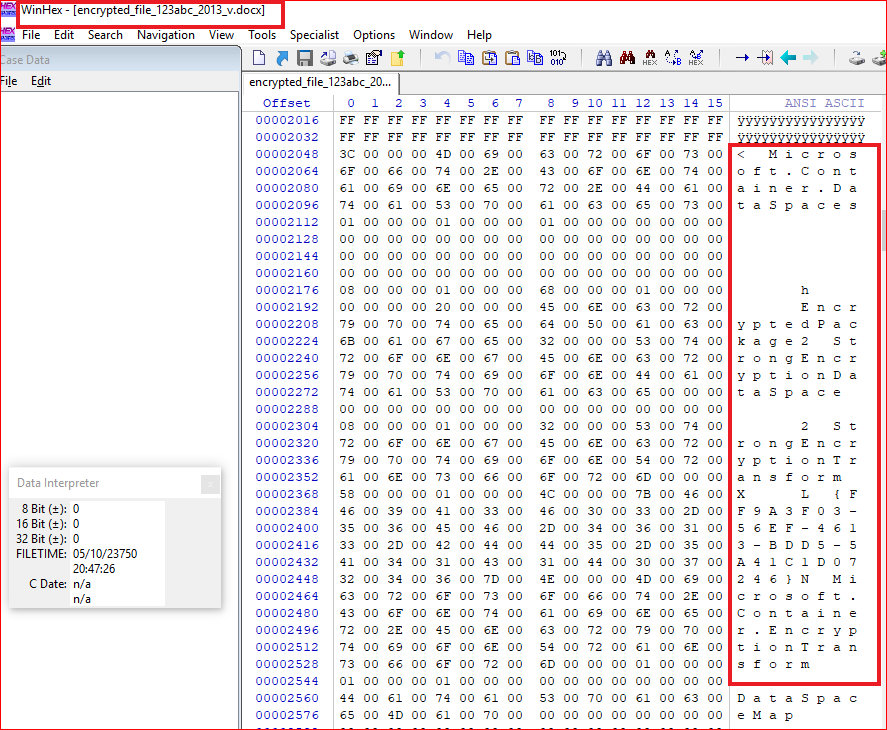 WinHex - [encrypted_file_123abc_2013_v.docx]
File Edit Search Navigation View Tools Specialist Options Window Help
Case Data
File Edit
encrypted_file_123abc_20...
Offset 0 1 2 3 4 5 6 7 8 9 10 11 12 13 14 15 ANSI ASCII
00002016 FF FF FF FF FF FF FF FF FF FF FF FF FF FF FF FF ÿÿÿÿÿÿÿÿÿÿÿÿÿÿÿÿ
00002032 FF FF FF FF FF FF FF FF FF FF FF FF FF FF FF FF ÿÿÿÿÿÿÿÿÿÿÿÿÿÿÿÿ
00002048 3C 00 00 00 4D 00 69 00 63 00 72 00 6F 00 73 00 < M i c r o s
00002064 6F 00 66 00 74 00 2E 00 43 00 6F 00 6E 00 74 00 o f t . C o n t
00002080 61 00 69 00 6E 00 65 00 72 00 2E 00 44 00 61 00 a i n e r . D a
00002096 74 00 61 00 53 00 70 00 61 00 63 00 65 00 73 00 t a S p a c e s
00002112 01 00 00 00 01 00 00 00 01 00 00 00 00 00 00 00
00002128 00 00 00 00 00 00 00 00 00 00 00 00 00 00 00 00
00002144 00 00 00 00 00 00 00 00 00 00 00 00 00 00 00 00
00002160 00 00 00 00 00 00 00 00 00 00 00 00 00 00 00 00
00002176 08 00 00 00 01 00 00 00 68 00 00 00 01 00 00 00 h
00002192 00 00 00 00 20 00 00 00 45 00 6E 00 63 00 72 00 E n c r
00002208 79 00 70 00 74 00 65 00 64 00 50 00 61 00 63 00 y p t e d P a c
00002224 6B 00 61 00 67 00 65 00 32 00 00 00 53 00 74 00 k a g e 2 S t
00002240 72 00 6F 00 6E 00 67 00 45 00 6E 00 63 00 72 00 r o n g E n c r
00002256 79 00 70 00 74 00 69 00 6F 00 6E 00 44 00 61 00 y p t i o n D a
00002272 74 00 61 00 53 00 70 00 61 00 63 00 65 00 00 00 t a S p a c e
00002288 00 00 00 00 00 00 00 00 00 00 00 00 00 00 00 00
00002304 08 00 00 00 01 00 00 00 32 00 00 00 53 00 74 00 2 S t
00002320 72 00 6F 00 6E 00 67 00 45 00 6E 00 63 00 72 00 r o n g E n c r
00002336 79 00 70 00 74 00 69 00 6F 00 6E 00 54 00 72 00 y p t i o n T r
00002352 61 00 6E 00 73 00 66 00 6F 00 72 00 6D 00 00 00 a n s f o r m
00002368 58 00 00 00 01 00 00 00 4C 00 00 00 7B 00 46 00 X L { F
00002384 46 00 39 00 41 00 33 00 46 00 30 00 33 00 2D 00 F 9 A 3 F 0 3 -
00002400 35 00 36 00 45 00 46 00 2D 00 34 00 36 00 31 00 5 6 E F - 4 6 1
00002416 33 00 2D 00 42 00 44 00 44 00 35 00 2D 00 35 00 3 - B D D 5 - 5
00002432 41 00 34 00 31 00 43 00 31 00 44 00 30 00 37 00 A 4 1 C 1 D 0 7
00002448 32 00 34 00 36 00 7D 00 4E 00 00 00 4D 00 69 00 2 4 6 } N M i
00002464 63 00 72 00 6F 00 73 00 6F 00 66 00 74 00 2E 00 c r o s o f t .
00002480 43 00 6F 00 6E 00 74 00 61 00 69 00 6E 00 65 00 C o n t a i n e
00002496 72 00 2E 00 45 00 6E 00 63 00 72 00 79 00 70 00 r . E n c r y p
00002512 74 00 69 00 6F 00 6E 00 54 00 72 00 61 00 6E 00 t i o n T r a n
00002528 73 00 66 00 6F 00 72 00 6D 00 00 00 01 00 00 00 s f o r m
00002544 01 00 00 00 01 00 00 00 00 00 00 00 00 00 00 00
00002560 44 00 61 00 74 00 61 00 53 00 70 00 61 00 63 00 D a t a S p a c
00002576 65 00 4D 00 61 00 70 00 00 00 00 00 00 00 00 00 e M a p
Data Interpreter
8 Bit (±): 0
16 Bit (±): 0
32 Bit (±): 0
FILETIME: 05/10/23750
20:47:26
C Date: n/a
n/a